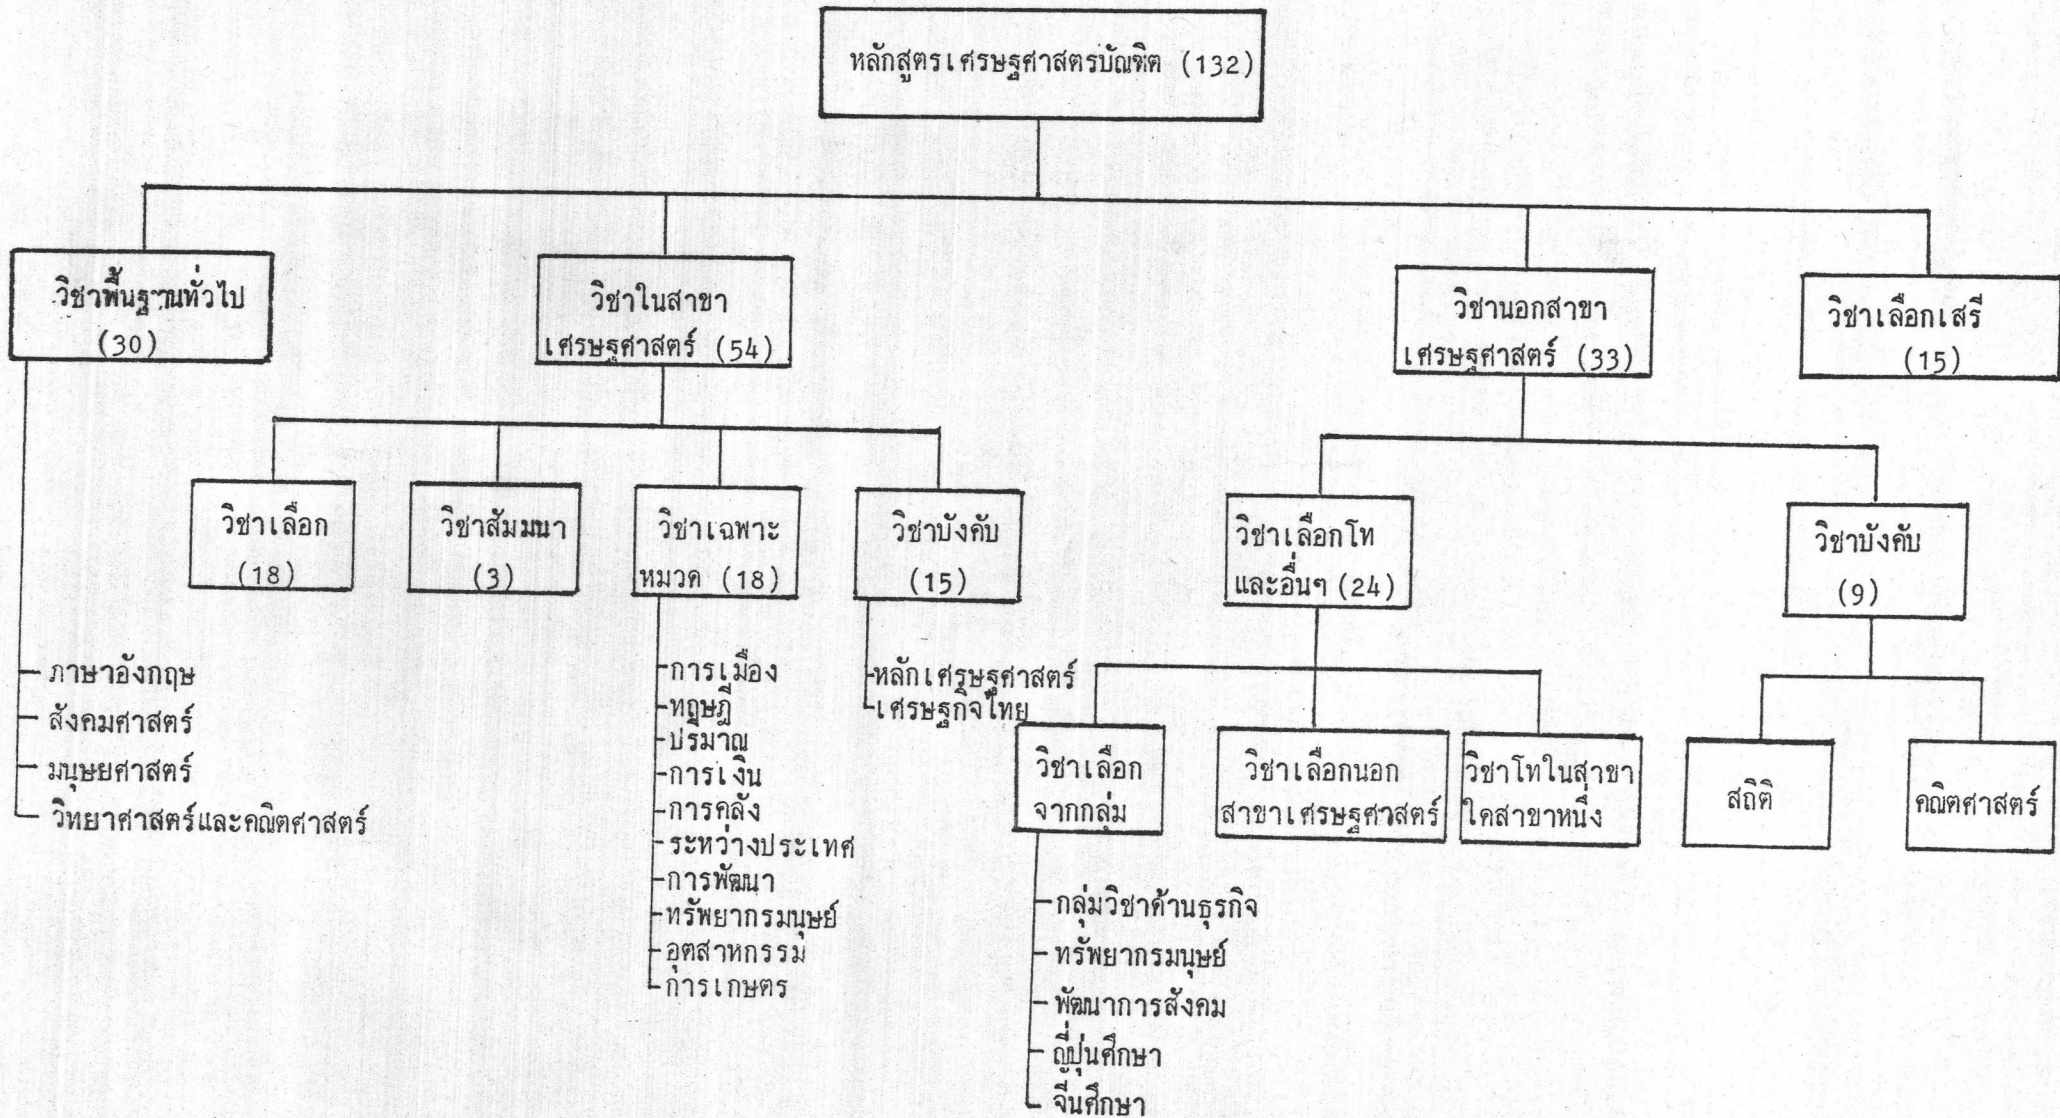 หลักสูตรเศรษฐศาสตรบัณฑิต (132)
วิชาพื้นฐานทั่วไป
(30)
วิชาในสาขา
เศรษฐศาสตร์ (54)
วิชานอกสาขา
เศรษฐศาสตร์ (33)
วิชาเลือกเสรี
(15)
วิชาเลือก
(18)
วิชาสัมมนา
(3)
วิชาเฉพาะ
หมวด (18)
วิชาบังคับ
(15)
วิชาเลือกโท
และอื่นๆ (24)
วิชาบังคับ
(9)
ภาษาอังกฤษ
สังคมศาสตร์
มนุษยศาสตร์
วิทยาศาสตร์และคณิตศาสตร์
การเมือง
ทฤษฎี
ปริมาณ
การเงิน
การคลัง
ระหว่างประเทศ
การพัฒนา
ทรัพยากรมนุษย์
อุตสาหกรรม
การเกษตร
หลักเศรษฐศาสตร์
เศรษฐกิจไทย
วิชาเลือก
จากกลุ่ม
วิชาเลือกนอก
สาขาเศรษฐศาสตร์
วิชาโทในสาขา
ใดสาขาหนึ่ง
สถิติ
คณิตศาสตร์
กลุ่มวิชาด้านธุรกิจ
ทรัพยากรมนุษย์
พัฒนาการสังคม
ญี่ปุ่นศึกษา
จีนศึกษา